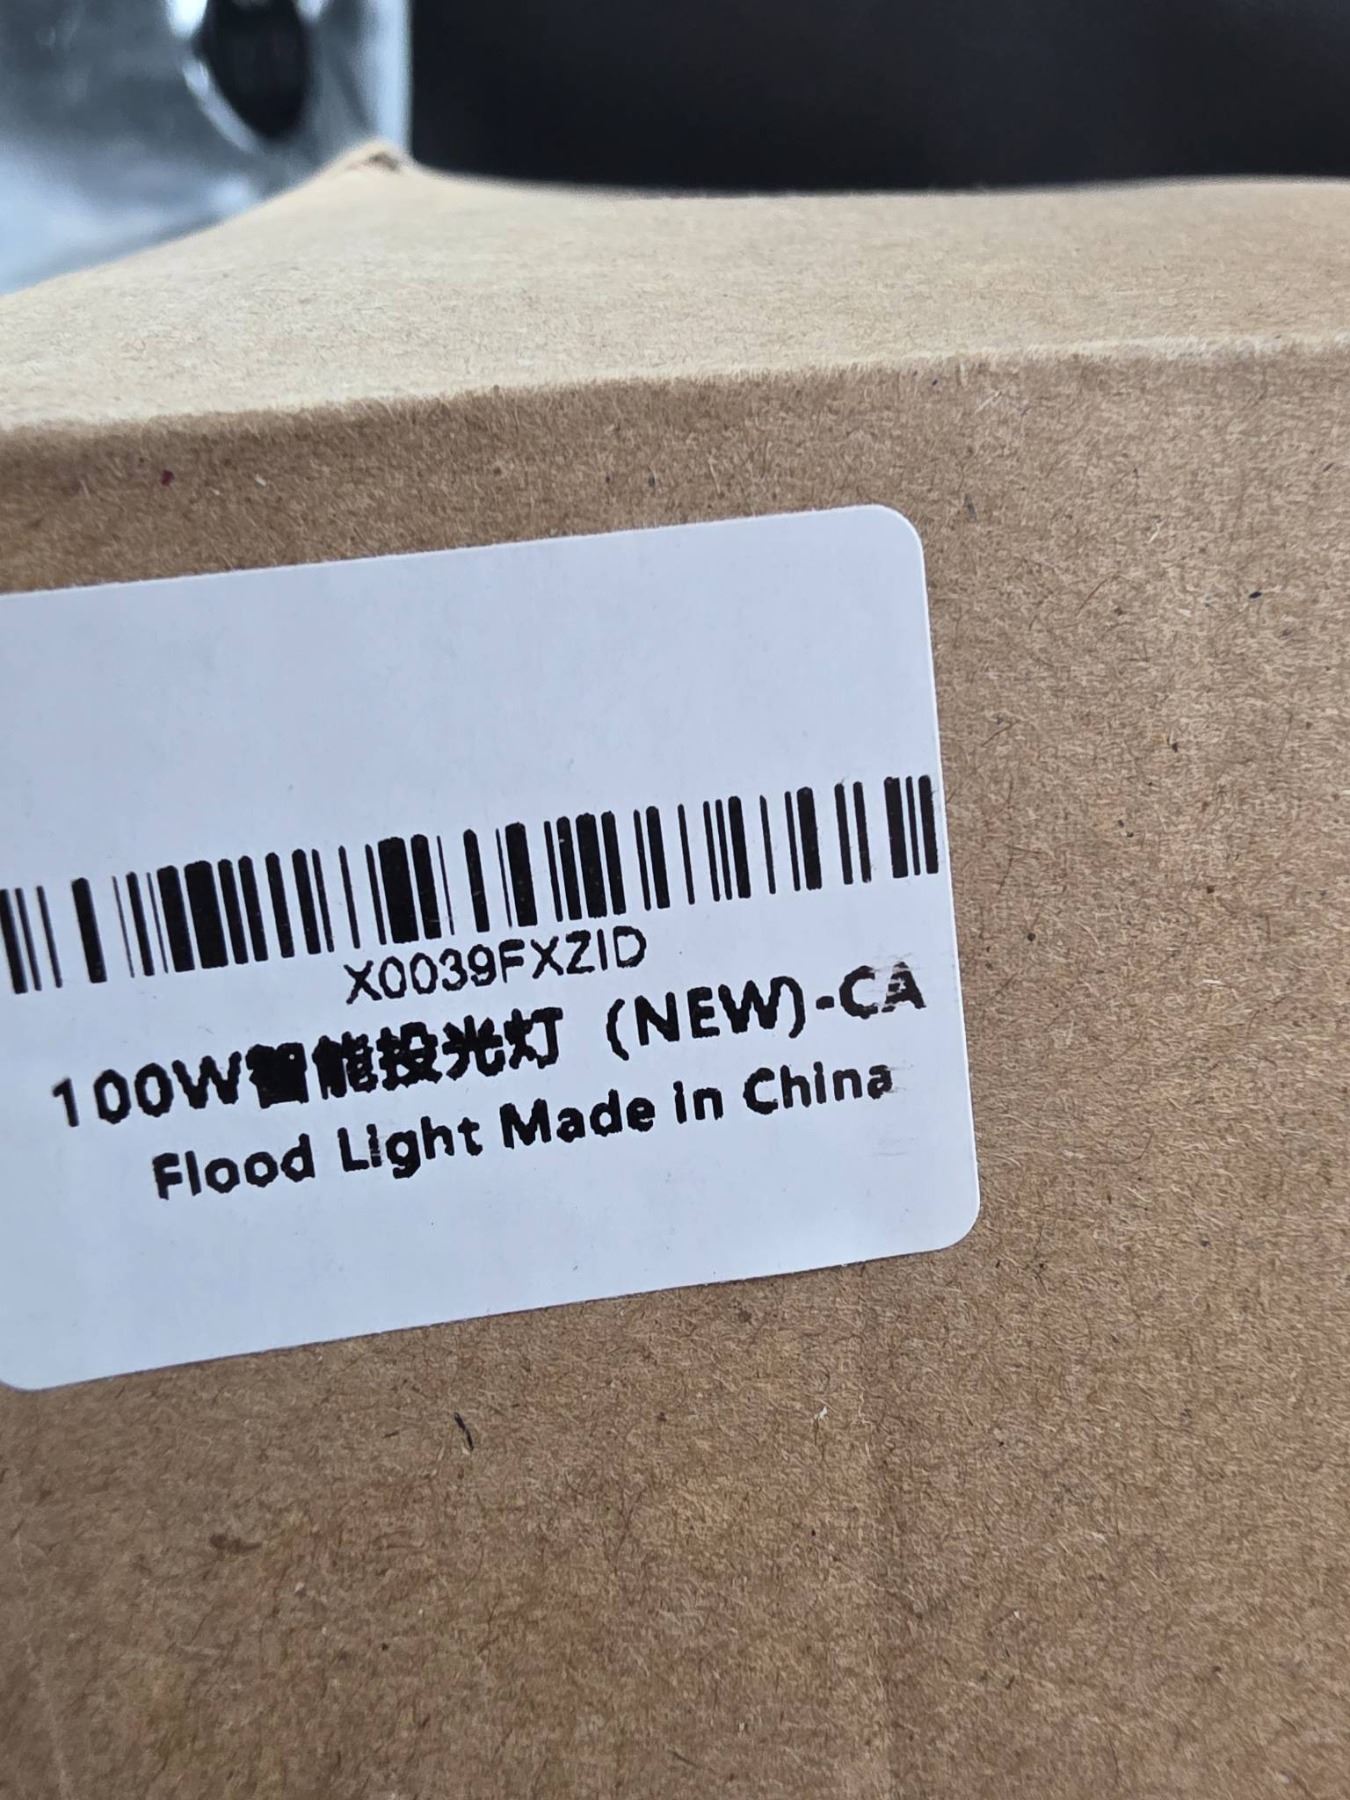 X0039FXZID
100W智能投光灯 (NEW)-CA
Flood Light Made in China